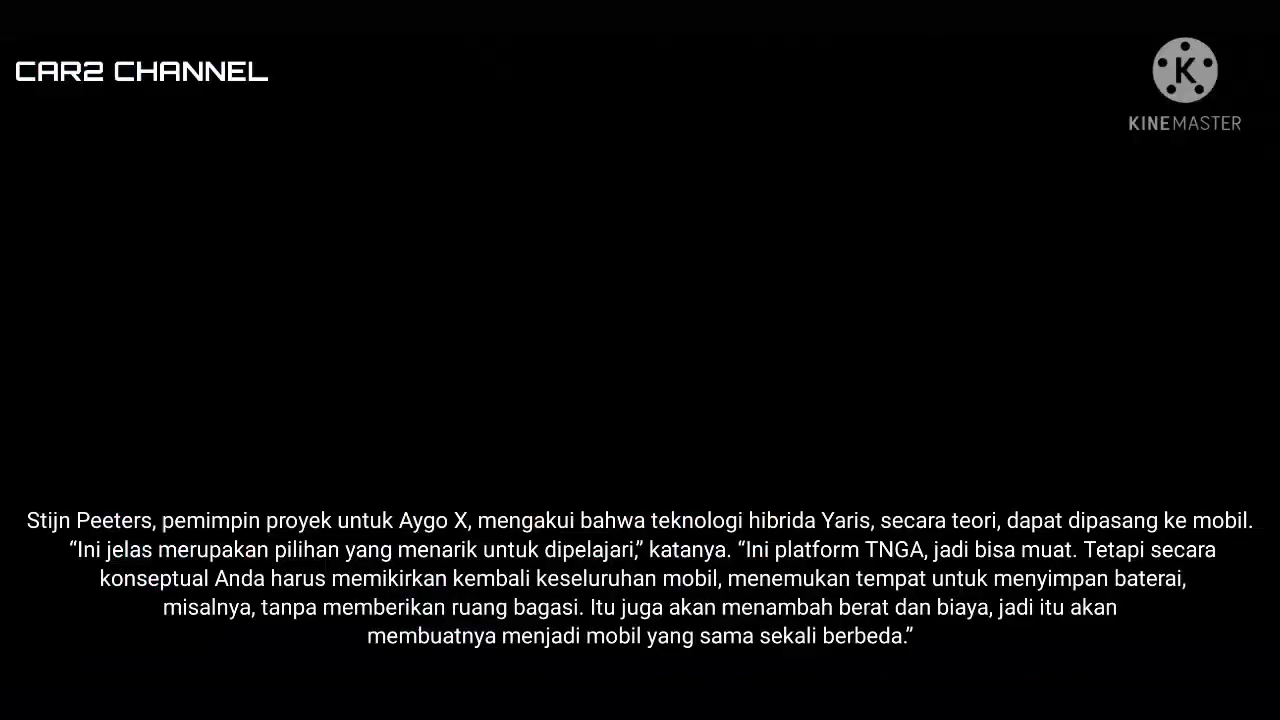 CAR2 CHANNEL
K
KINEMASTER
Stijn Peeters, pemimpin proyek untuk Aygo X, mengakui bahwa teknologi hibrida Yaris, secara teori, dapat dipasang ke mobil.
“Ini jelas merupakan pilihan yang menarik untuk dipelajari,” katanya. “Ini platform TNGA, jadi bisa muat. Tetapi secara
konseptual Anda harus memikirkan kembali keseluruhan mobil, menemukan tempat untuk menyimpan baterai,
misalnya, tanpa memberikan ruang bagasi. Itu juga akan menambah berat dan biaya, jadi itu akan
membuatnya menjadi mobil yang sama sekali berbeda.”